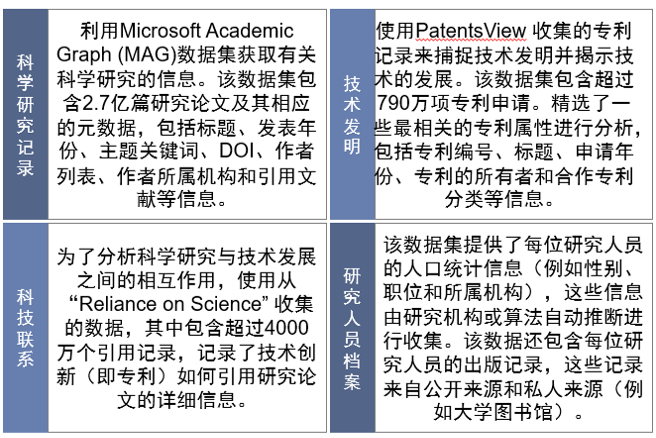 科学研究记录
利用Microsoft Academic
Graph (MAG)数据集获取有关
科学研究的信息。该数据集包
含2.7亿篇研究论文及其相应
的元数据，包括标题、发表年
份、主题关键词、DOI、作者
列表、作者所属机构和引用文
献等信息。
技术发明
使用PatentsView 收集的专利
记录来捕捉技术发明并揭示技
术的发展。该数据集包含超过
790万项专利申请。精选了一
些最相关的专利属性进行分析，
包括专利编号、标题、申请年
份、专利的所有者和合作专利
分类等信息。
科技联系
为了分析科学研究与技术发展
之间的相互作用，使用从
“Reliance on Science” 收集
的数据，其中包含超过4000
万个引用记录，记录了技术创
新（即专利）如何引用研究论
文的详细信息。
研究人员档案
该数据集提供了每位研究人员
的人口统计信息（例如性别、
职位和所属机构），这些信息
由研究机构或算法自动推断进
行收集。该数据还包含每位研
究人员的出版记录，这些记录
来自公开来源和私人来源（例
如大学图书馆）。